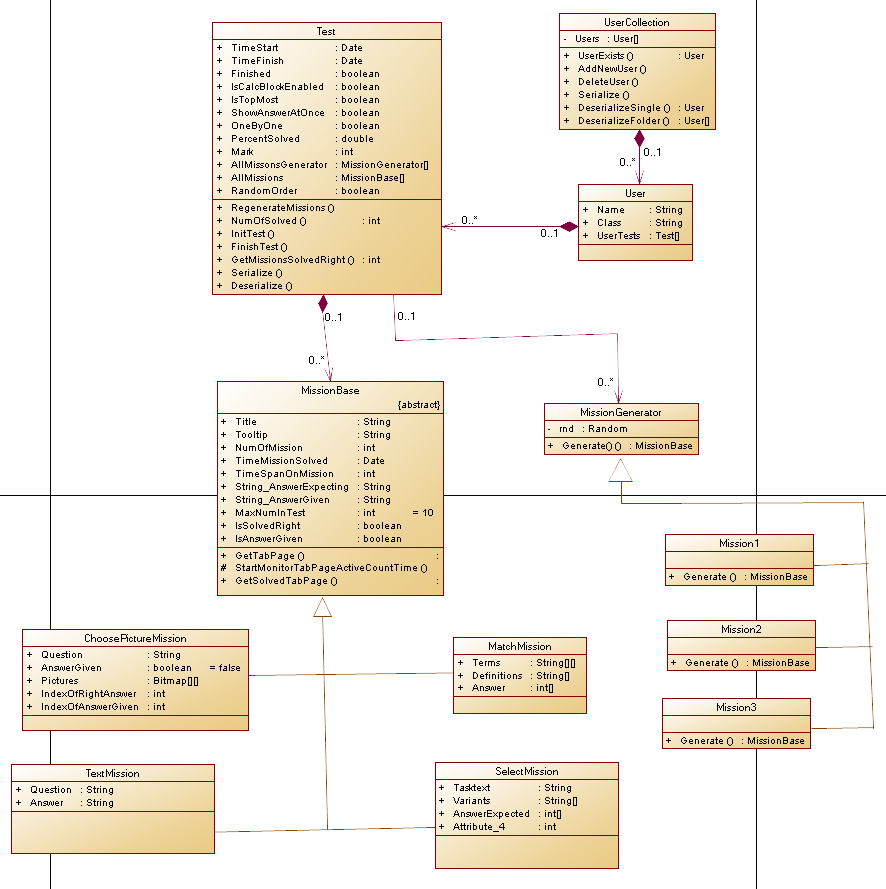 Test
+ TimeStart : Date
+ TimeFinish : Date
+ Finished : boolean
+ IsCalcBlockEnabled : boolean
+ IsTopMost : boolean
+ ShowAnswerAtOnce : boolean
+ OneByOne : boolean
+ PercentSolved : double
+ Mark : int
+ AllMissonsGenerator : MissionGenerator[]
+ AllMissions : MissionBase[]
+ RandomOrder : boolean
+ RegenerateMissions ()
+ NumOfSolved () : int
+ InitTest ()
+ FinishTest ()
+ GetMissionsSolvedRight () : int
+ Serialize ()
+ Deserialize ()
UserCollection
- Users : User[]
+ UserExists () : User
+ AddNewUser ()
+ DeleteUser ()
+ Serialize ()
+ DeserializeSingle () : User
+ DeserializeFolder () : User[]
0..1
0..*
User
+ Name : String
+ Class : String
+ UserTests : Test[]
0..*
0..1
0..1
0..*
0..1
0..*
MissionBase
{abstract}
+ Title : String
+ Tooltip : String
+ NumOfMission : int
+ TimeMissionSolved : Date
+ TimeSpanOnMission : int
+ String_AnswerExpecting : String
+ String_AnswerGiven : String
+ MaxNumInTest : int = 10
+ IsSolvedRight : boolean
+ IsAnswerGiven : boolean
+ GetTabPage () :
# StartMonitorTabPageActiveCountTime ()
+ GetSolvedTabPage () :
MissionGenerator
- rnd : Random
+ Generate() () : MissionBase
Mission1
+ Generate () : MissionBase
Mission2
+ Generate () : MissionBase
Mission3
+ Generate () : MissionBase
ChoosePictureMission
+ Question : String
+ AnswerGiven : boolean = false
+ Pictures : Bitmap[][]
+ IndexOfRightAnswer : int
+ IndexOfAnswerGiven : int
MatchMission
+ Terms : String[][]
+ Definitions : String[]
+ Answer : int[]
TextMission
+ Question : String
+ Answer : String
SelectMission
+ Tasktext : String
+ Variants : String[]
+ AnswerExpected : int[]
+ Attribute_4 : int